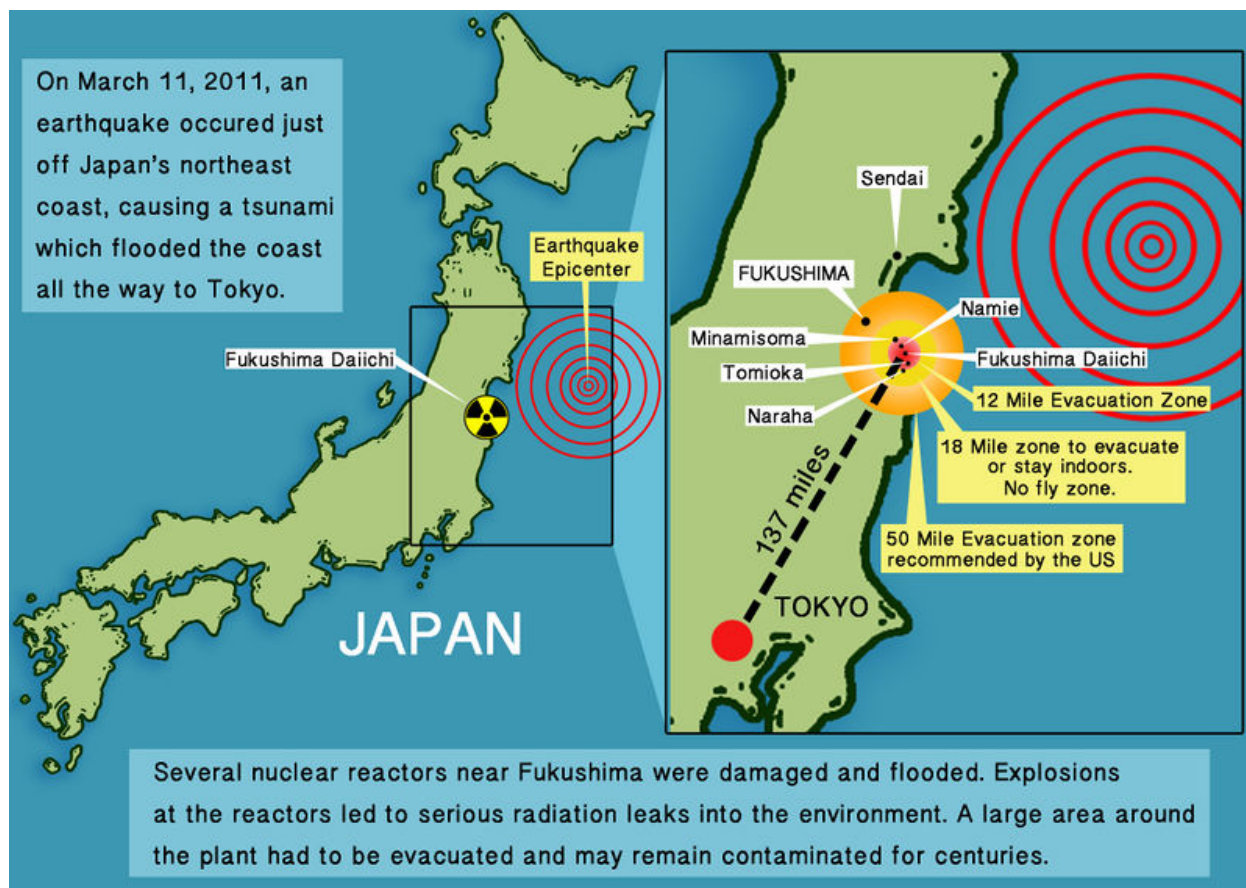 On March 11, 2011, an
earthquake occured just
off Japan's northeast
coast, causing a tsunami
which flooded the coast
all the way to Tokyo.
Earthquake
Epicenter
Fukushima Daiichi
JAPAN
Sendai
FUKUSHIMA
Namie
Minamisoma
Fukushima Daiichi
Tomioka
12 Mile Evacuation Zone
Naraha
18 Mile zone to evacuate
or stay indoors.
No fly zone.
137 miles
50 Mile Evacuation zone
recommended by the US
TOKYO
Several nuclear reactors near Fukushima were damaged and flooded. Explosions
at the reactors led to serious radiation leaks into the environment. A large area around
the plant had to be evacuated and may remain contaminated for centuries.